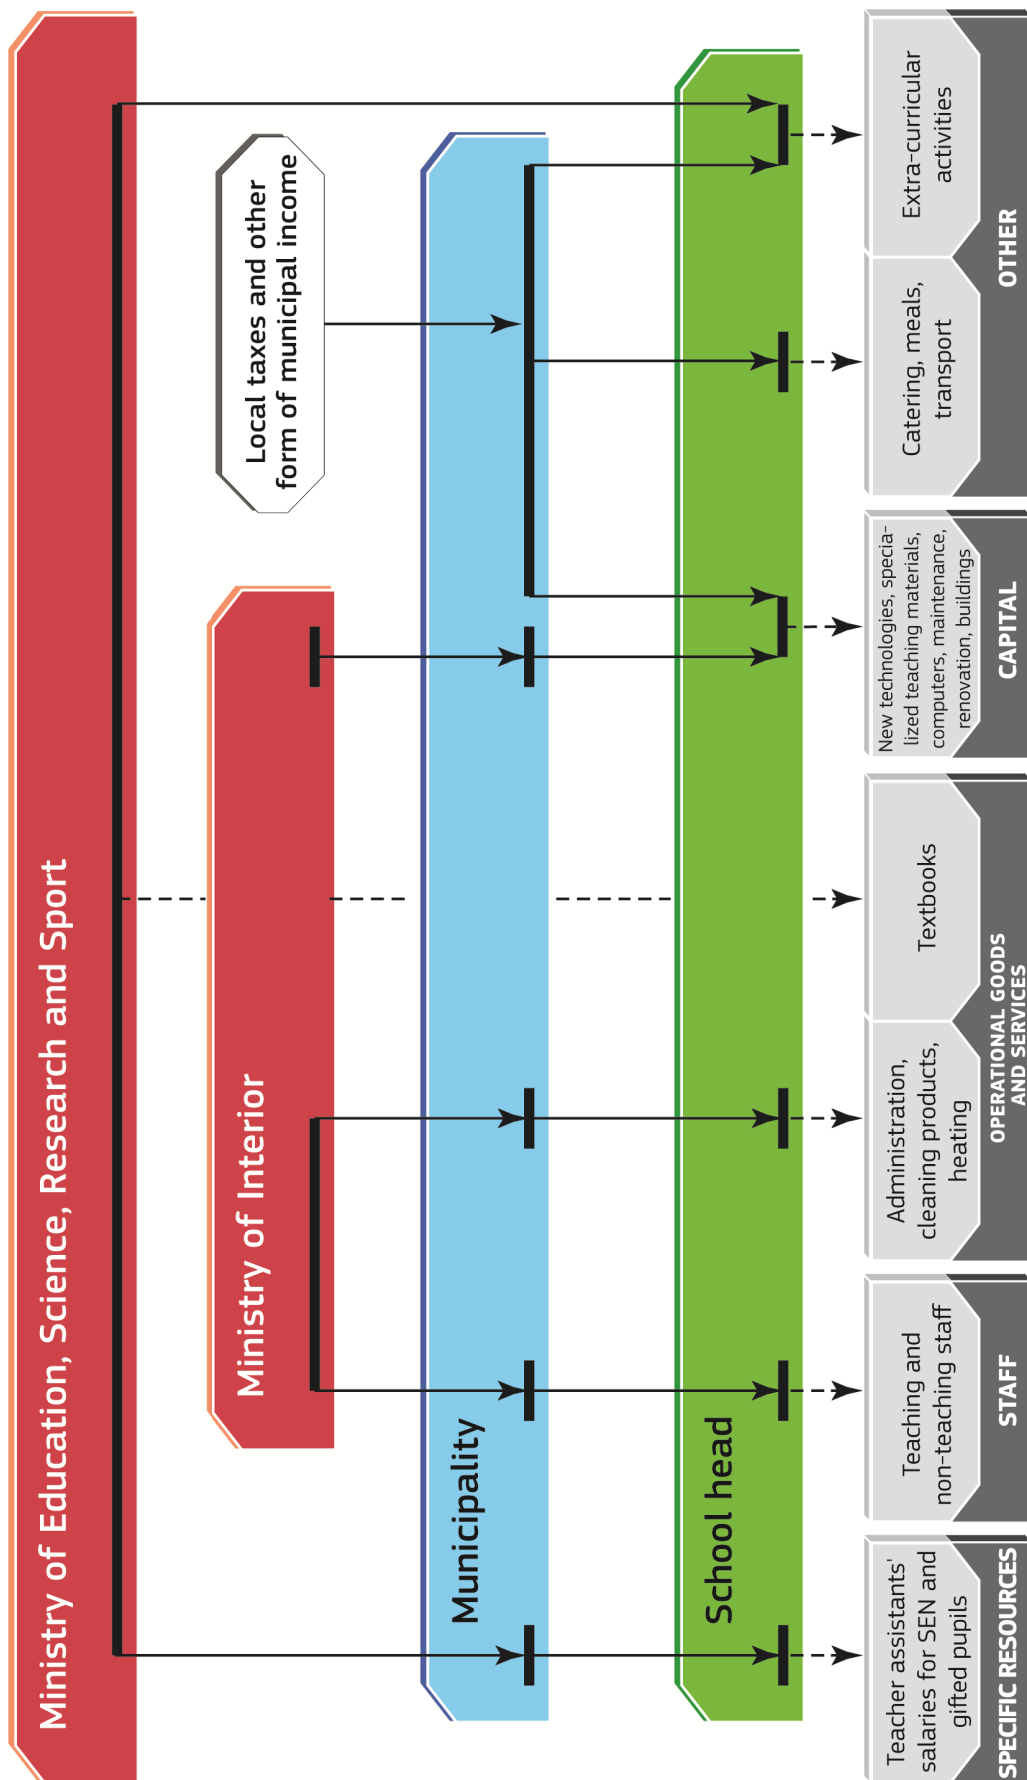 Ministry of Education, Science, Research and Sport
Ministry of Interior
Local taxes and other
form of municipal income
Municipality
School head
Teacher assistants'
salaries for SEN and
gifted pupils
SPECIFIC RESOURCES
Teaching and
non-teaching staff
STAFF
Administration,
cleaning products,
heating
Textbooks
OPERATIONAL GOODS
AND SERVICES
New technologies, specia-
lized teaching materials,
computers, maintenance,
renovation, buildings
CAPITAL
Catering, meals,
transport
Extra-curricular
activities
OTHER